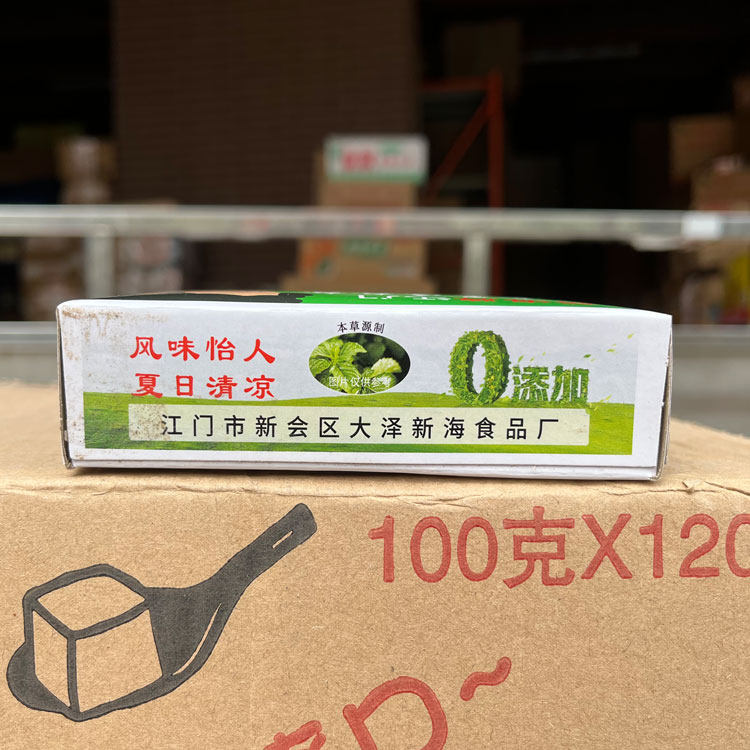 本草源制
风味怡人
夏日清凉
图片仅供参考
0添加
江门市新会区大泽新海食品厂
100克X120